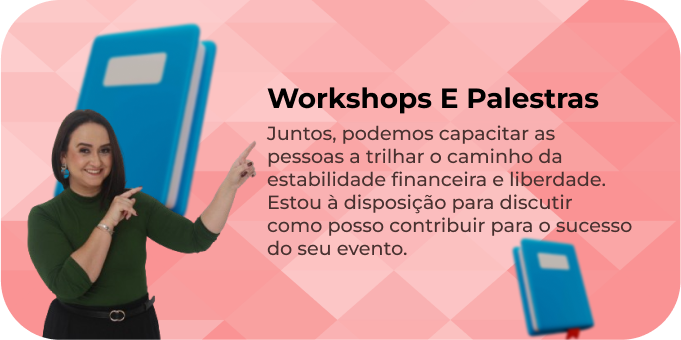 Workshops E Palestras
Juntos, podemos capacitar as
pessoas a trilhar o caminho da
estabilidade financeira e liberdade.
Estou à disposição para discutir
como posso contribuir para o sucesso
do seu evento.